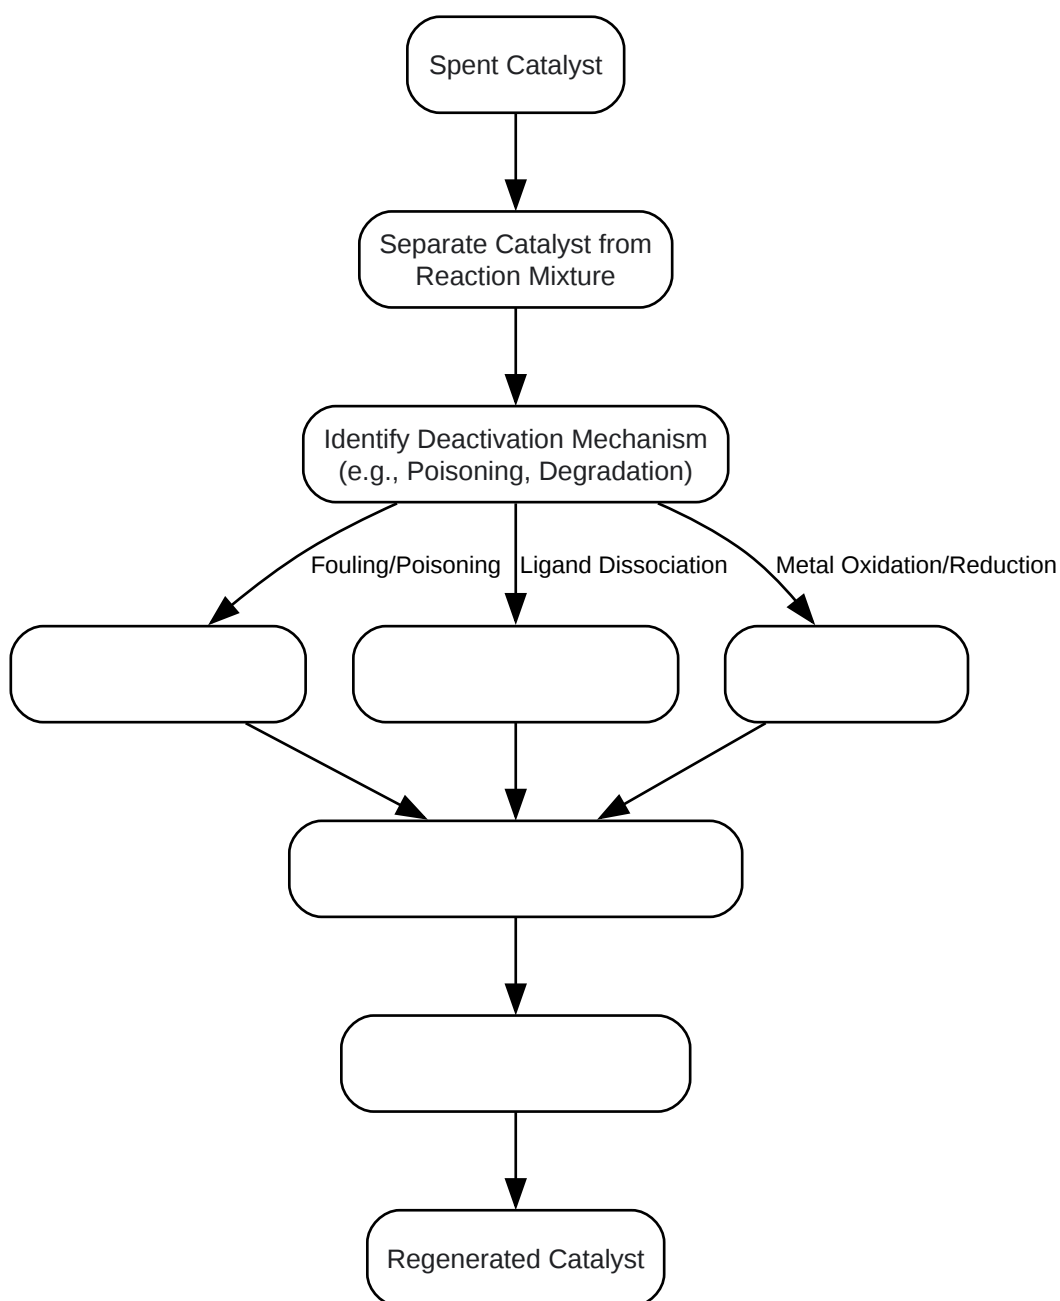 Spent Catalyst
Separate Catalyst from
Reaction Mixture
Identify Deactivation Mechanism
(e.g., Poisoning, Degradation)
Fouling/Poisoning
Ligand Dissociation
Metal Oxidation/Reduction
Regenerated Catalyst